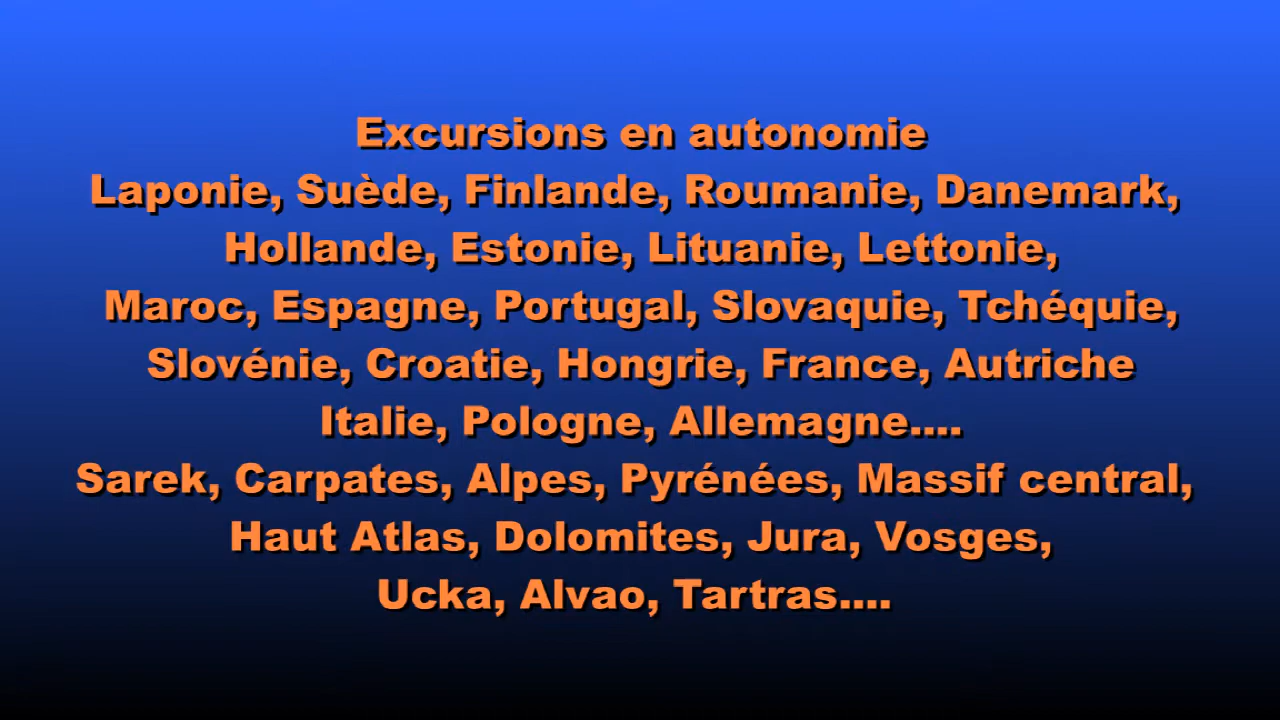 Excursions en autonomie
Laponie, Suède, Finlande, Roumanie, Danemark,
Hollande, Estonie, Lituanie, Lettonie,
Maroc, Espagne, Portugal, Slovaquie, Tchéquie,
Slovénie, Croatie, Hongrie, France, Autriche
Italie, Pologne, Allemagne....
Sarek, Carpates, Alpes, Pyrénées, Massif central,
Haut Atlas, Dolomites, Jura, Vosges,
Ucka, Alvao, Tartras....